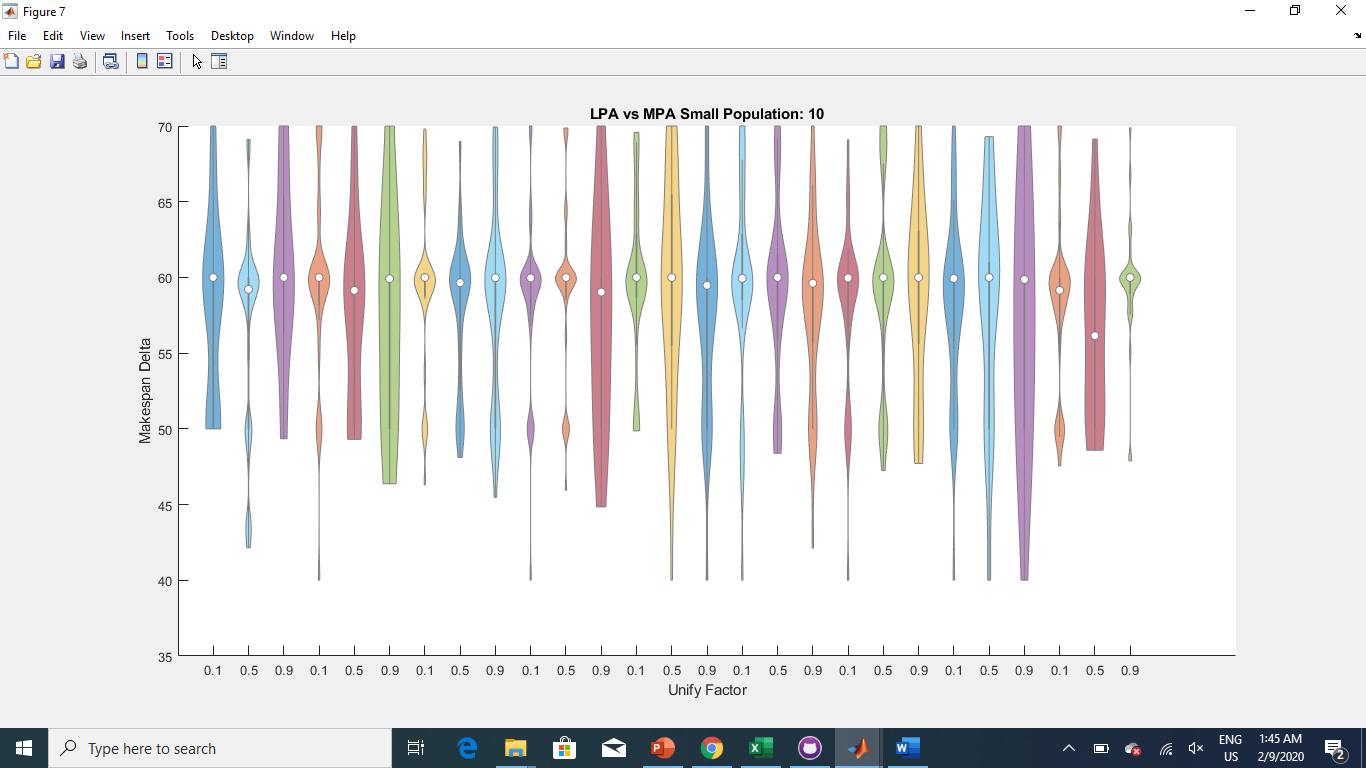 Figure 7
File Edit View Insert Tools Desktop Window Help
LPA vs MPA Small Population: 10
70
65
60
55
50
45
40
35
Makespan Delta
0.1 0.5 0.9 0.1 0.5 0.9 0.1 0.5 0.9 0.1 0.5 0.9 0.1 0.5 0.9 0.1 0.5 0.9 0.1 0.5 0.9 0.1 0.5 0.9 0.1 0.5 0.9
Unify Factor
Type here to search
P
X
W
ENG
US
1:45 AM
2/9/2020
2